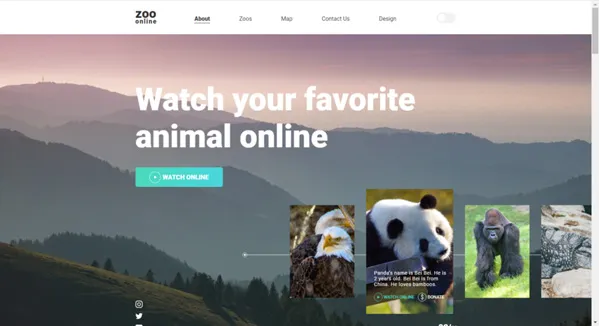 zoo
online
About
Zoos
Map
Contact Us
Design
Watch your favorite
animal online
WATCH ONLINE
Panda's name is Bei Bei. He is
2 years old. Bei Bei is from
China. He loves bamboos.
WATCH ONLINE
$ DONATE